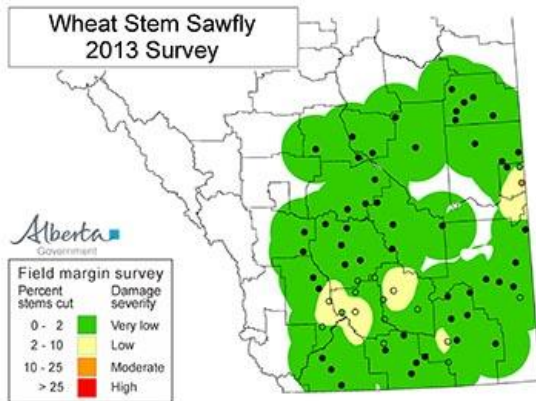 Wheat Stem Sawfly
2013 Survey
Alberta
Government
Field margin survey
Percent stems cut
Damage severity
0 - 2 Very low
2 - 10 Low
10 - 25 Moderate
> 25 High